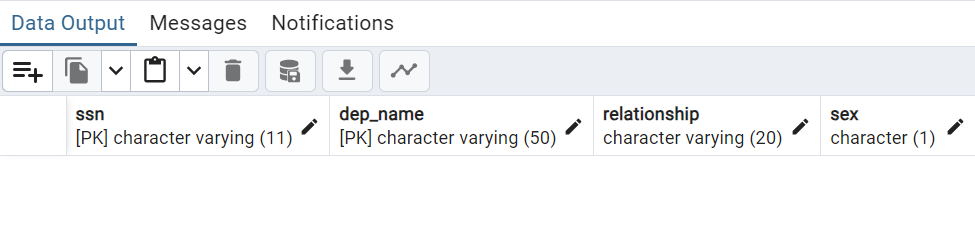 Data Output Messages Notifications
ssn dep_name relationship sex
[PK] character varying (11) [PK] character varying (50) character varying (20) character (1)